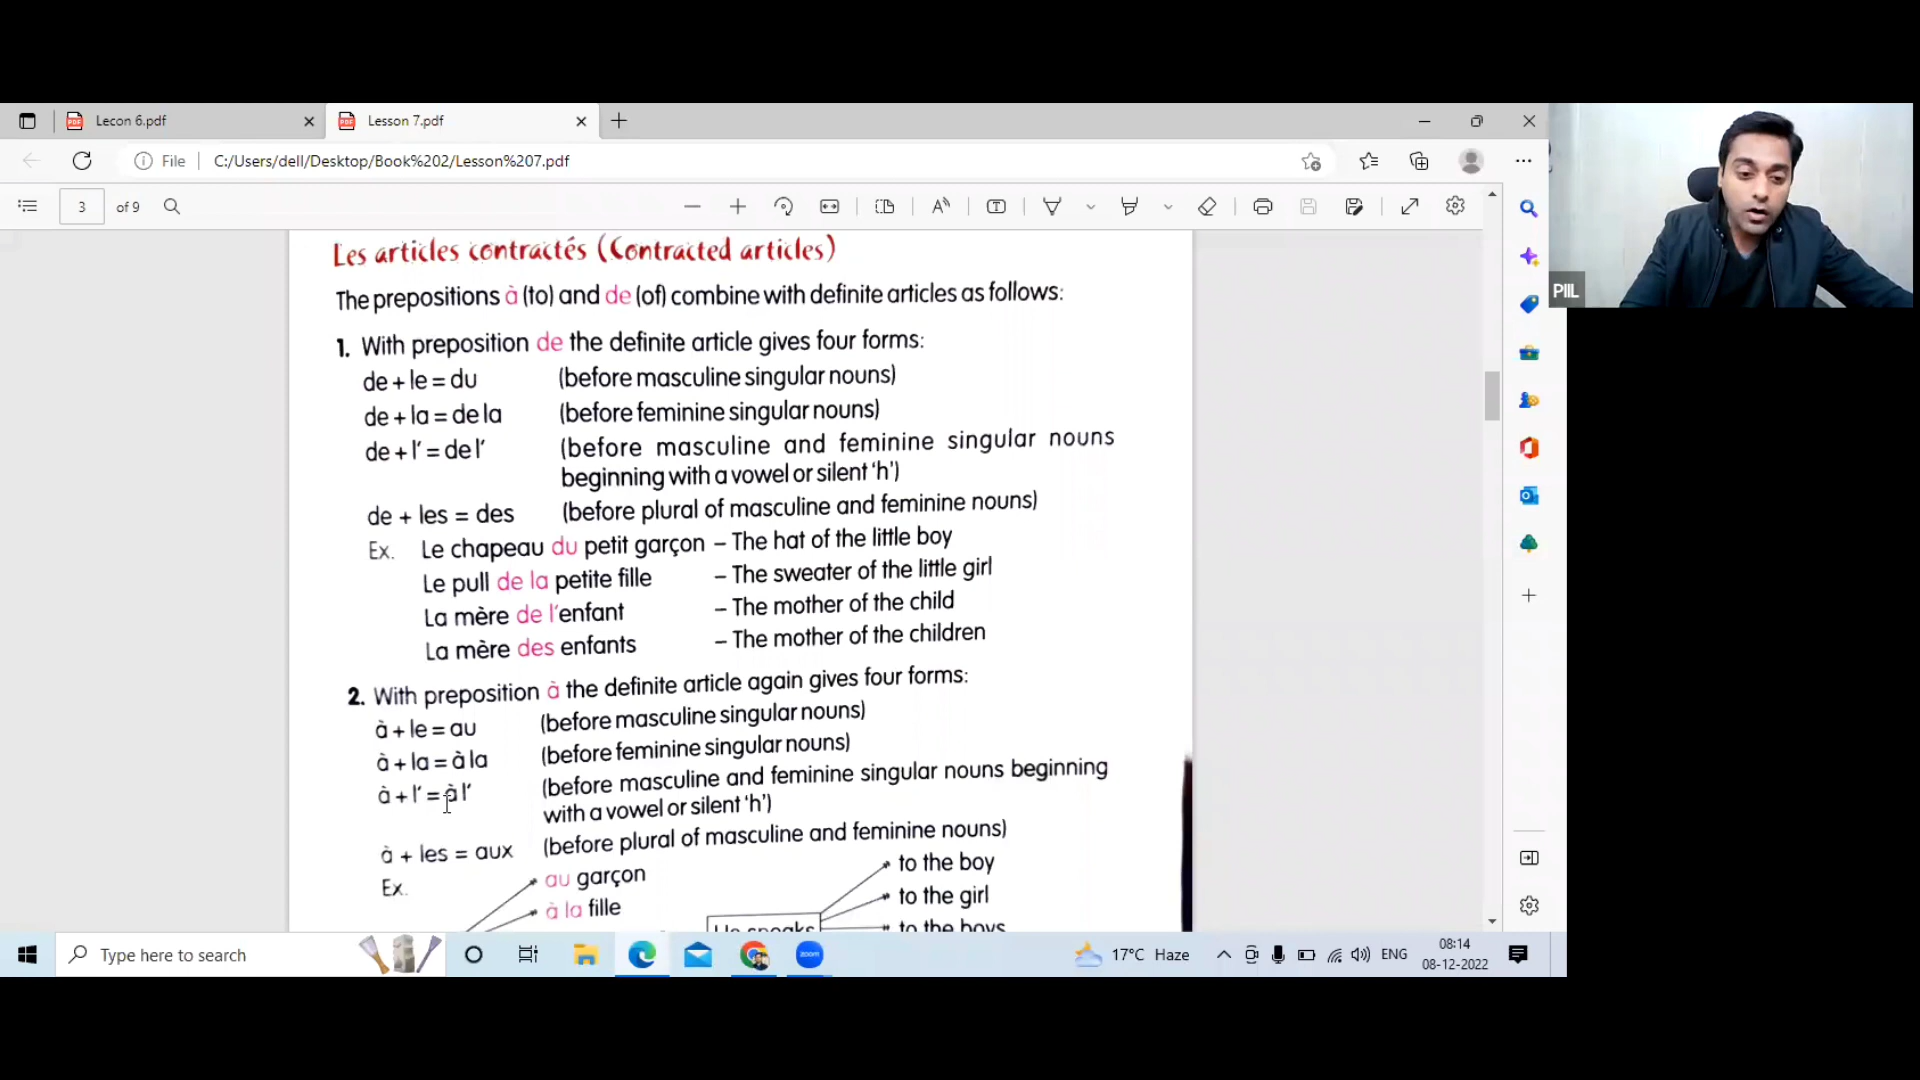 Lecon 6.pdf
Lesson 7.pdf
File
C:/Users/dell/Desktop/Book%202/Lesson%207.pdf
3 of 9
PIIL
Les articles contractés (Contracted articles)
The prepositions à (to) and de (of) combine with definite articles as follows:
1. With preposition de the definite article gives four forms:
de + le = du (before masculine singular nouns)
de + la = de la (before feminine singular nouns)
de + l' = de l' (before masculine and feminine singular nouns
beginning with a vowel or silent 'h')
de + les = des (before plural of masculine and feminine nouns)
Ex. Le chapeau du petit garçon – The hat of the little boy
Le pull de la petite fille – The sweater of the little girl
La mère de l'enfant – The mother of the child
La mère des enfants – The mother of the children
2. With preposition à the definite article again gives four forms:
à + le = au (before masculine singular nouns)
à + la = à la (before feminine singular nouns)
à + l' = à l' (before masculine and feminine singular nouns beginning
with a vowel or silent 'h')
à + les = aux (before plural of masculine and feminine nouns)
Ex. au garçon to the boy
à la fille to the girl
He speaks to the boys
Type here to search
zoom
17°C Haze
ENG
08:14
08-12-2022